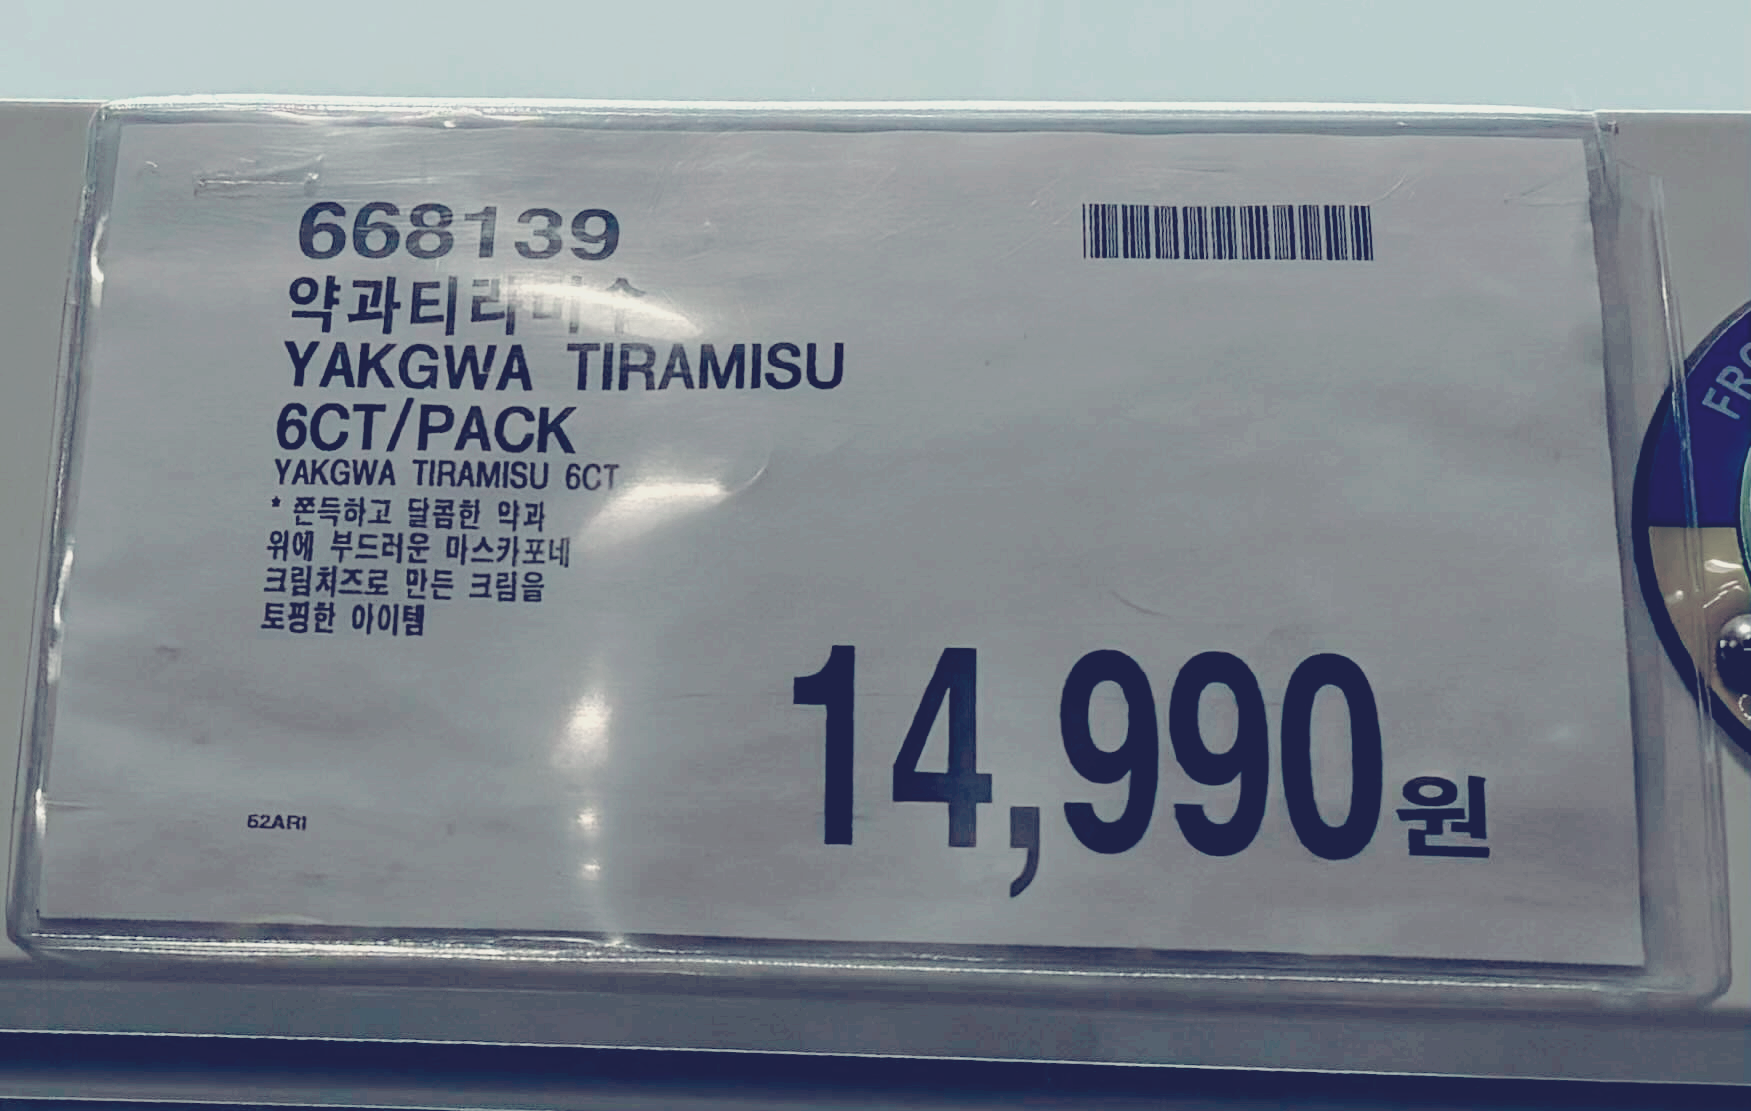 668139
약과티라미수
YAKGWA TIRAMISU
6CT/PACK
YAKGWA TIRAMISU 6CT
* 쫀득하고 달콤한 약과
위에 부드러운 마스카포네
크림치즈로 만든 크림을
토핑한 아이템
14,990원
62ARI